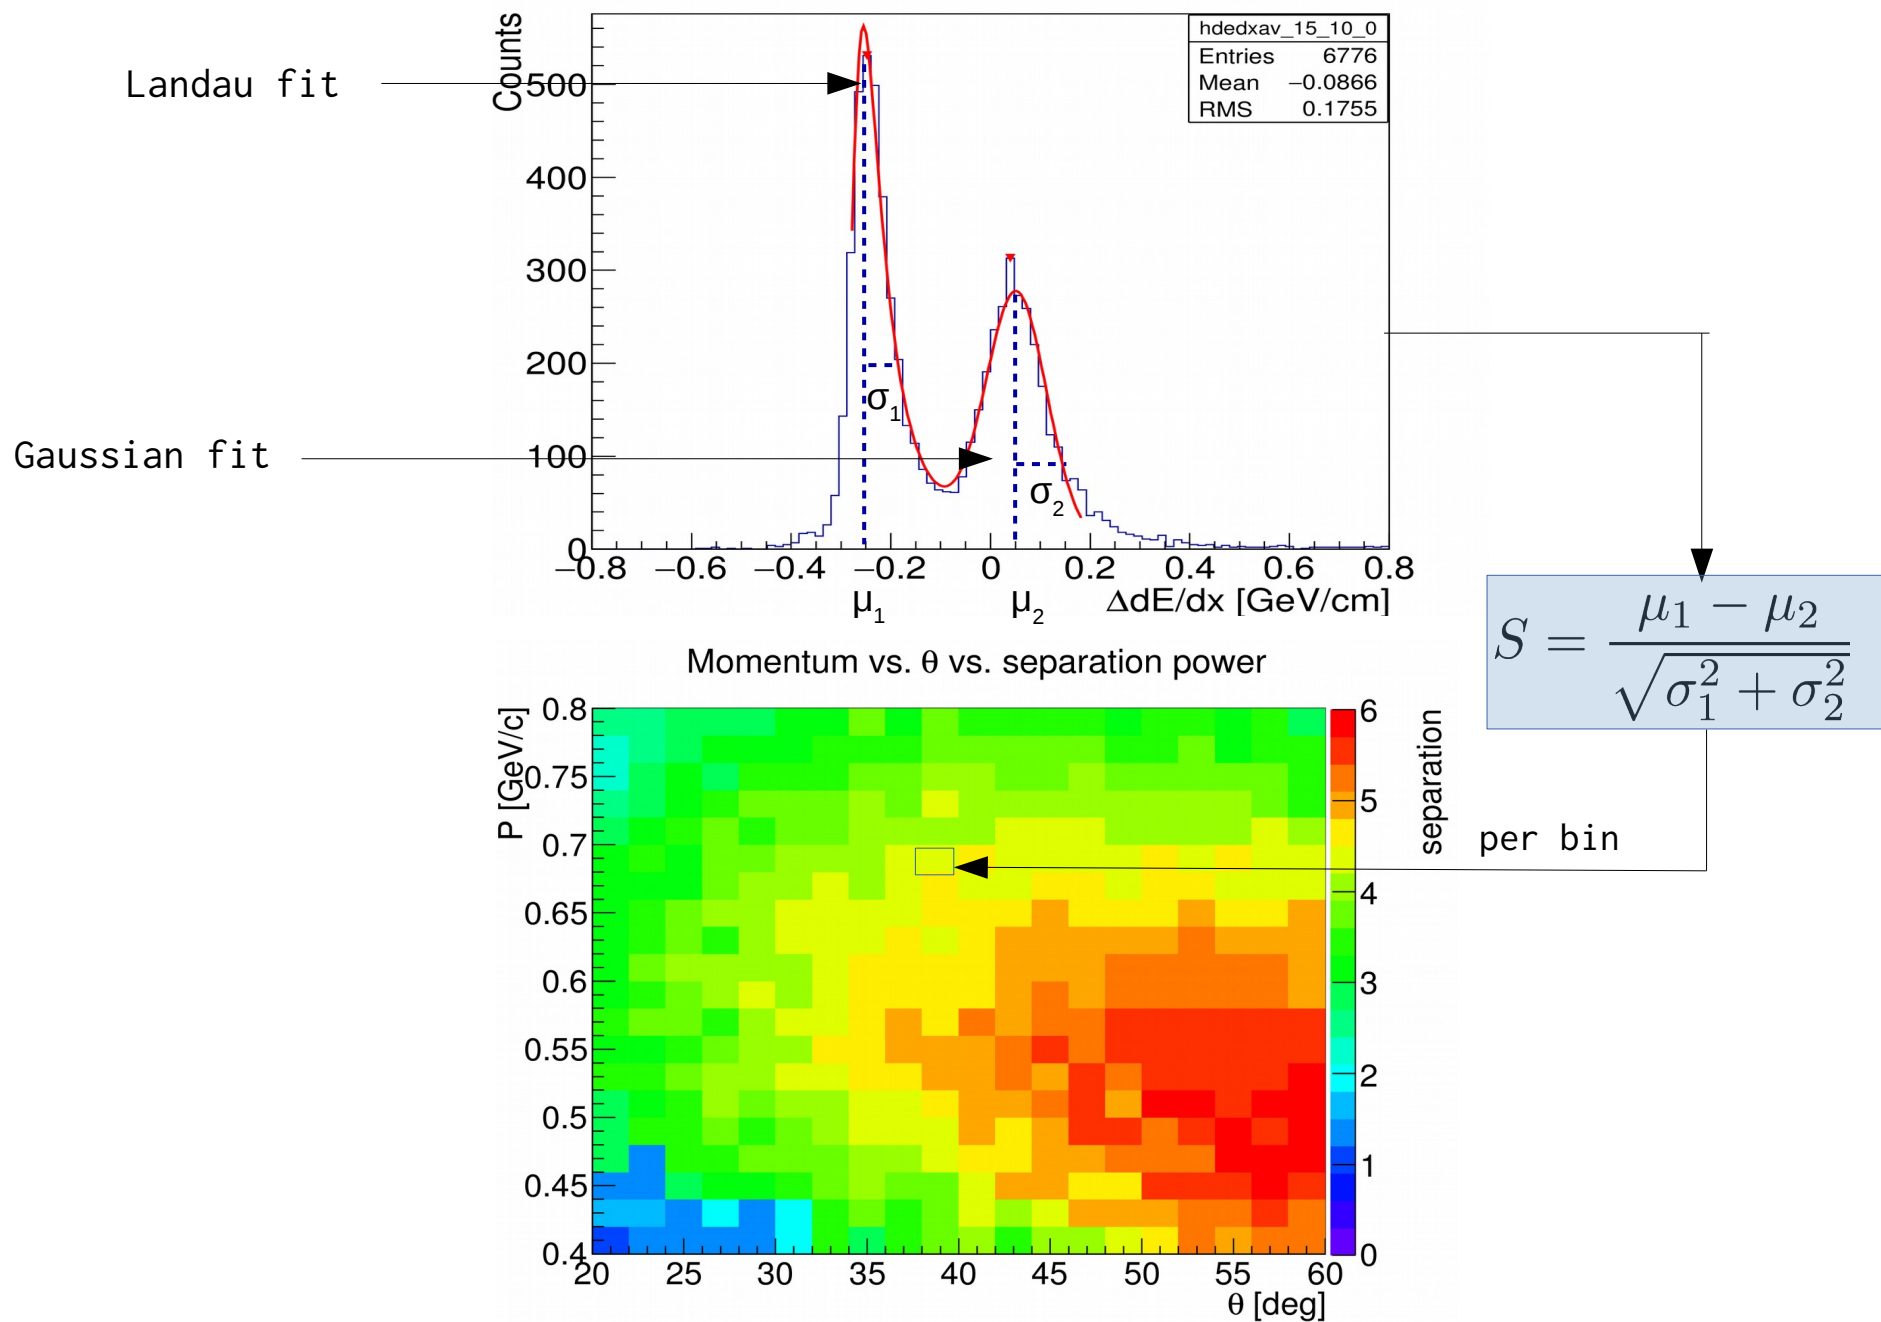 hdedxav_15_10_0
Entries 6776
Mean −0.0866
RMS 0.1755
Counts
500
400
300
200
100
0
Landau fit
Gaussian fit
σ1
σ2
−0.8 −0.6 −0.4 −0.2 0 0.2 0.4 0.6 0.8
μ1 μ2 ΔdE/dx [GeV/cm]
S = μ1 − μ2 / √σ1² + σ2²
Momentum vs. θ vs. separation power
P [GeV/c]
0.8
0.75
0.7
0.65
0.6
0.55
0.5
0.45
0.4
20 25 30 35 40 45 50 55 60
θ [deg]
6
5
4
3
2
1
0
separation
per bin